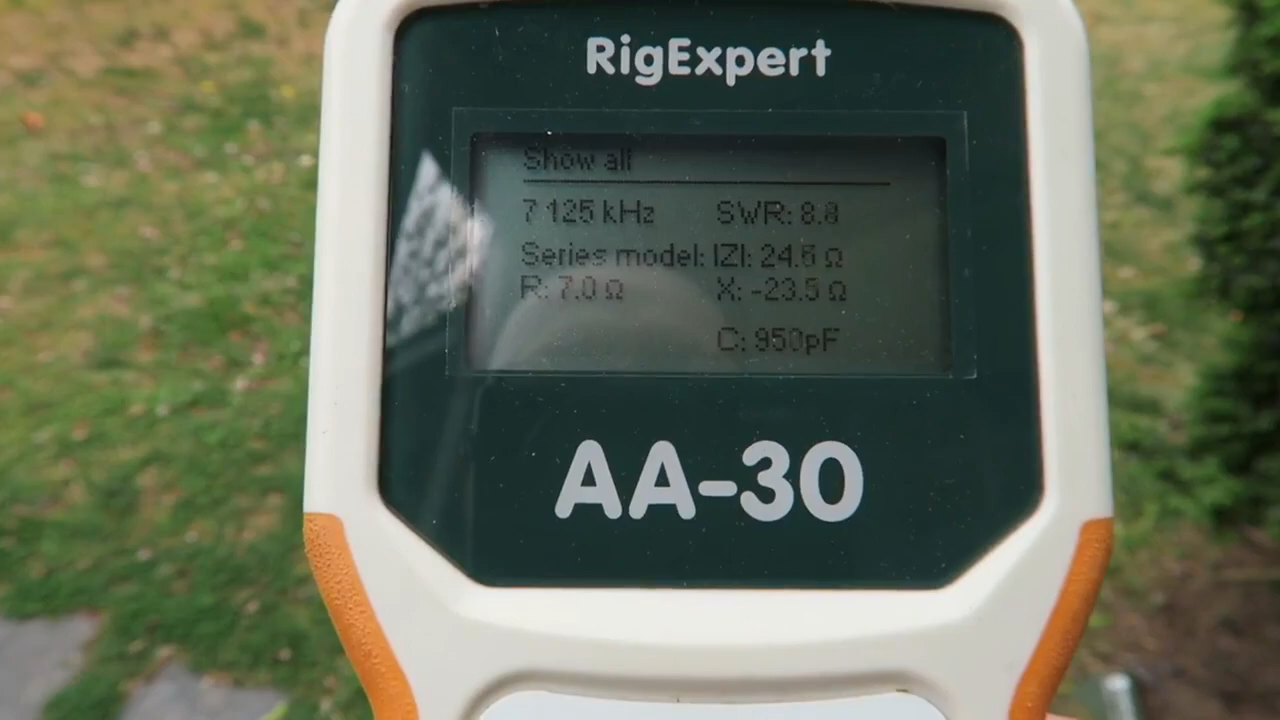 RigExpert
Show all
7 125 kHz SWR: 8.8
Series model: |Z|: 24.5 Ω
R: 7.0 Ω X: -23.5 Ω
C: 950pF
AA-30